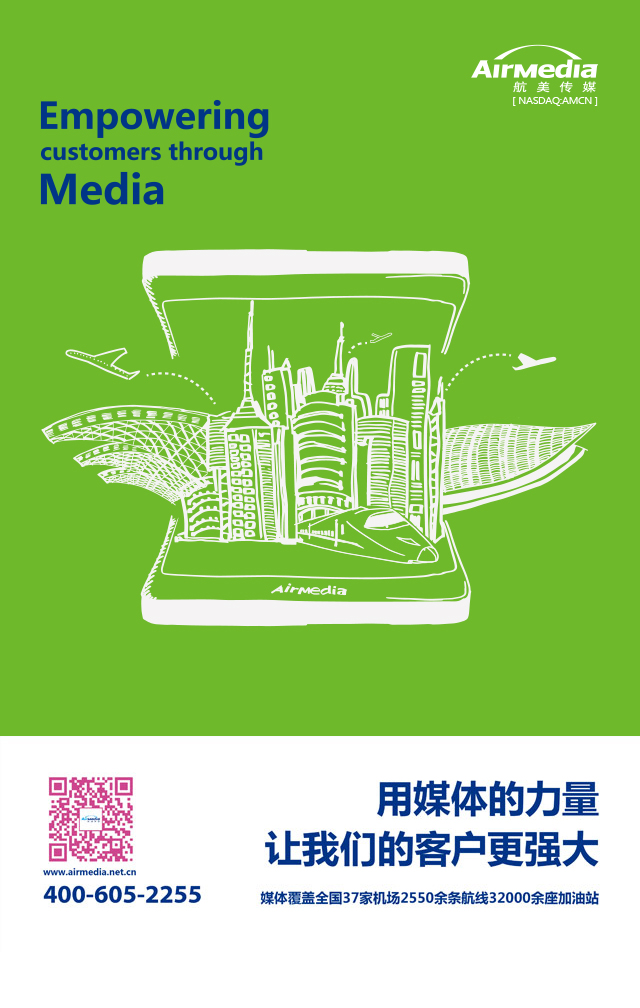 AirMedia
航美传媒
[ NASDAQ:AMCN ]
Empowering
customers through
Media
AirMedia
AirMedia
用媒体的力量
让我们的客户更强大
www.airmedia.net.cn
400-605-2255
媒体覆盖全国37家机场2550余条航线32000余座加油站